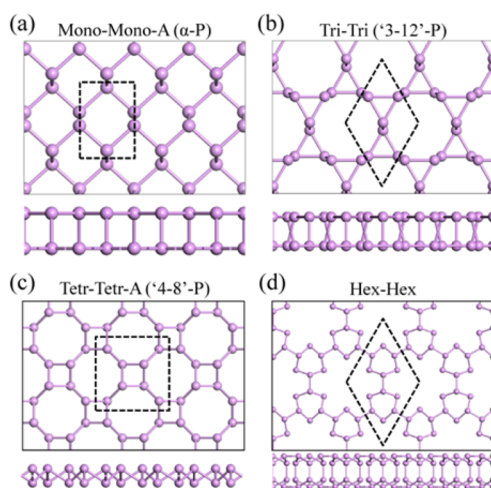 (a) Mono-Mono-A (α-P)
(b) Tri-Tri (‘3-12’-P)
(c) Tetr-Tetr-A (‘4-8’-P)
(d) Hex-Hex